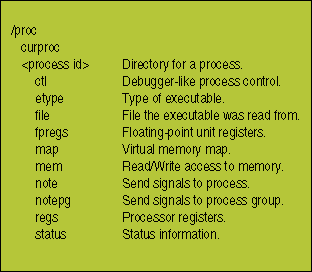 /proc
curproc
<process id> Directory for a process.
ctl Debugger-like process control.
etype Type of executable.
file File the executable was read from.
fpregs Floating-point unit registers.
map Virtual memory map.
mem Read/Write access to memory.
note Send signals to process.
notepg Send signals to process group.
regs Processor registers.
status Status information.